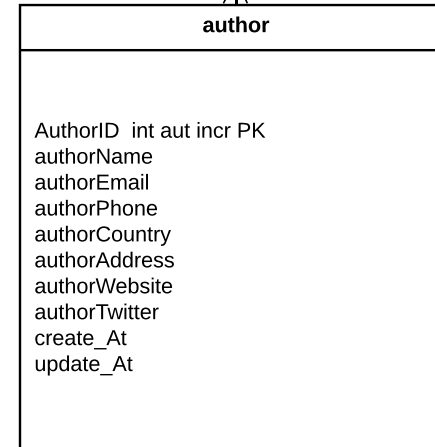 author
AuthorID int aut incr PK
authorName
authorEmail
authorPhone
authorCountry
authorAddress
authorWebsite
authorTwitter
create_At
update_At